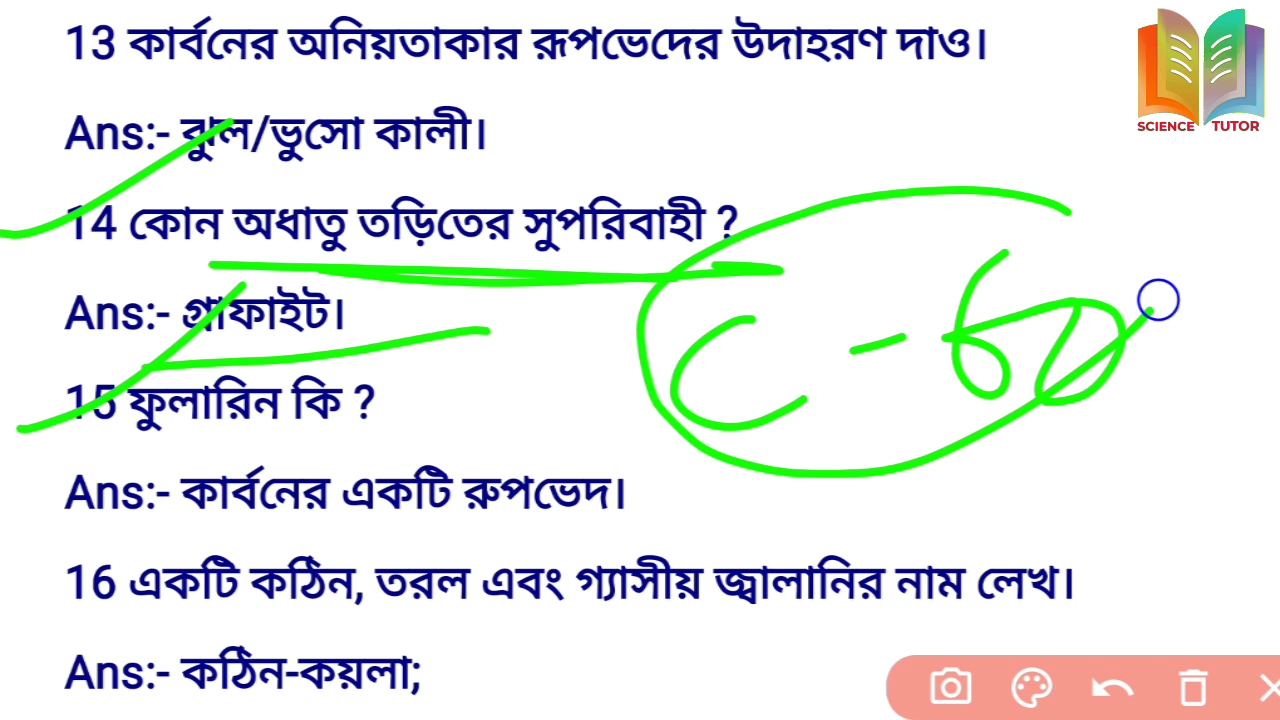 13 কার্বনের অনিয়তাকার রূপভেদের উদাহরণ দাও।
SCIENCE TUTOR
Ans:- ঝুল/ভুসো কালী।
14 কোন অধাতু তড়িতের সুপরিবাহী ?
Ans:- গ্রাফাইট।
C-60
15 ফুলারিন কি ?
Ans:- কার্বনের একটি রুপভেদ।
16 একটি কঠিন, তরল এবং গ্যাসীয় জ্বালানির নাম লেখ।
Ans:- কঠিন-কয়লা;